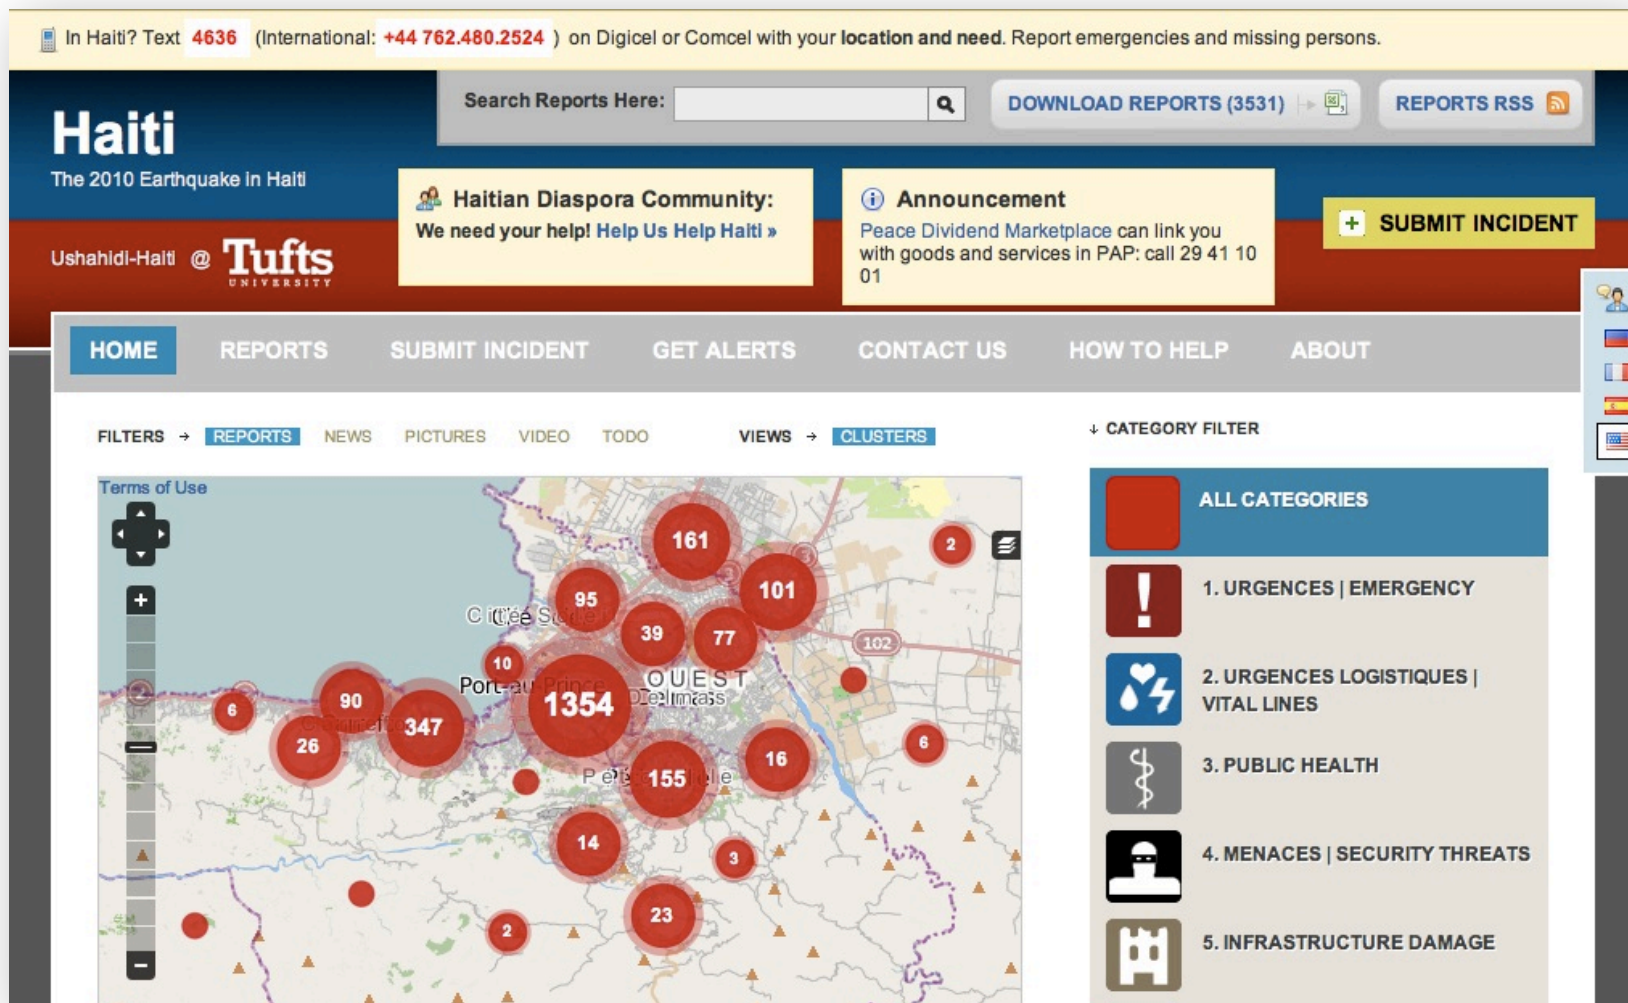 In Haiti? Text 4636 (International: +44 762.480.2524 ) on Digicel or Comcel with your location and need. Report emergencies and missing persons.
Search Reports Here:
DOWNLOAD REPORTS (3531)
REPORTS RSS
Haiti
The 2010 Earthquake in Haiti
Haitian Diaspora Community:
We need your help! Help Us Help Haiti »
Announcement
Peace Dividend Marketplace can link you
with goods and services in PAP: call 29 41 10
01
SUBMIT INCIDENT
Ushahidi-Haiti @ Tufts
UNIVERSITY
HOME REPORTS SUBMIT INCIDENT GET ALERTS CONTACT US HOW TO HELP ABOUT
FILTERS → REPORTS NEWS PICTURES VIDEO TODO VIEWS → CLUSTERS
↓ CATEGORY FILTER
Terms of Use
161
2
3
3
101
95
39
77
102
10
OUEST
Port-au-Prince
1354
2
2
6
90
347
26
155
16
6
14
3
23
2
ALL CATEGORIES
1. URGENCES | EMERGENCY
2. URGENCES LOGISTIQUES |
VITAL LINES
3. PUBLIC HEALTH
4. MENACES | SECURITY THREATS
5. INFRASTRUCTURE DAMAGE